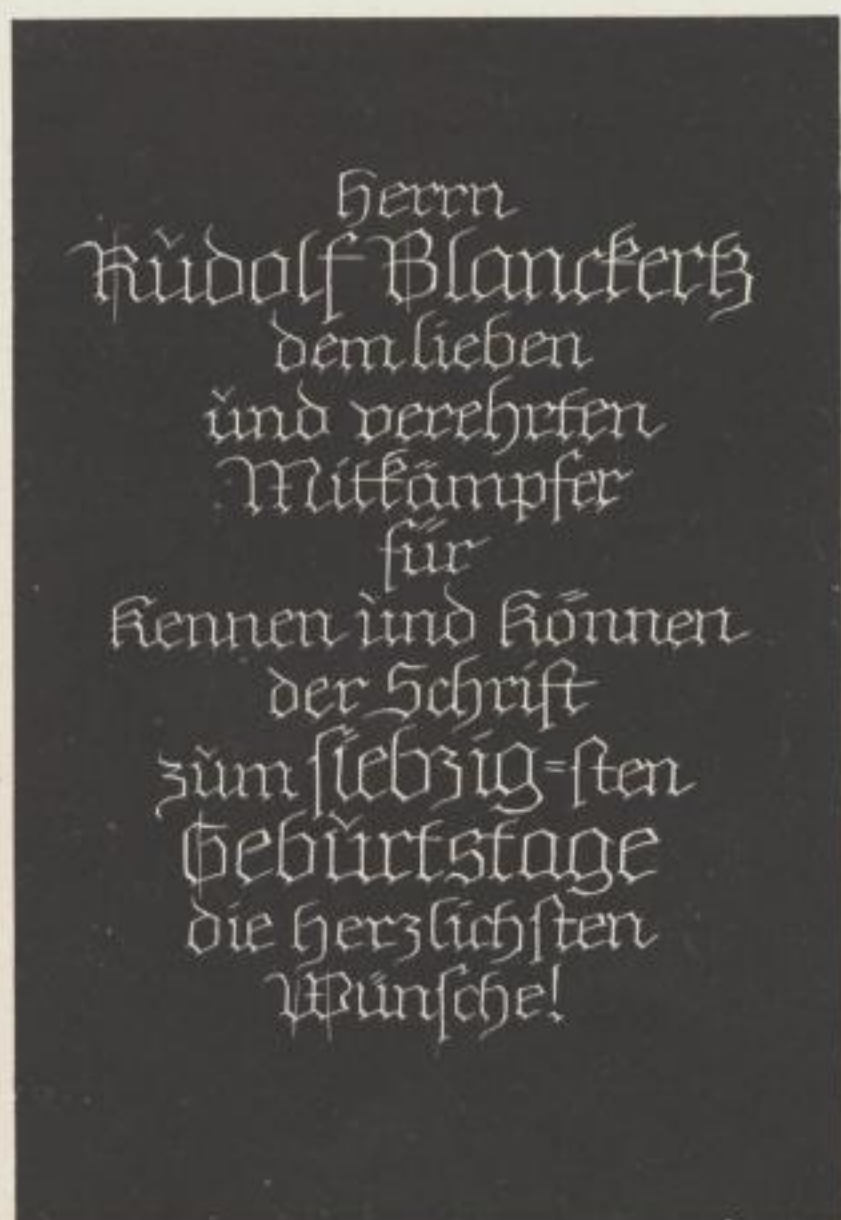 Herrn
Rudolf Blanckertz
dem lieben
und verehrten
Mitkämpfer
für
Kennen und Können
der Schrift
zum ſiebzig=ſten
Geburtstage
die herzlichſten
Wünſche!